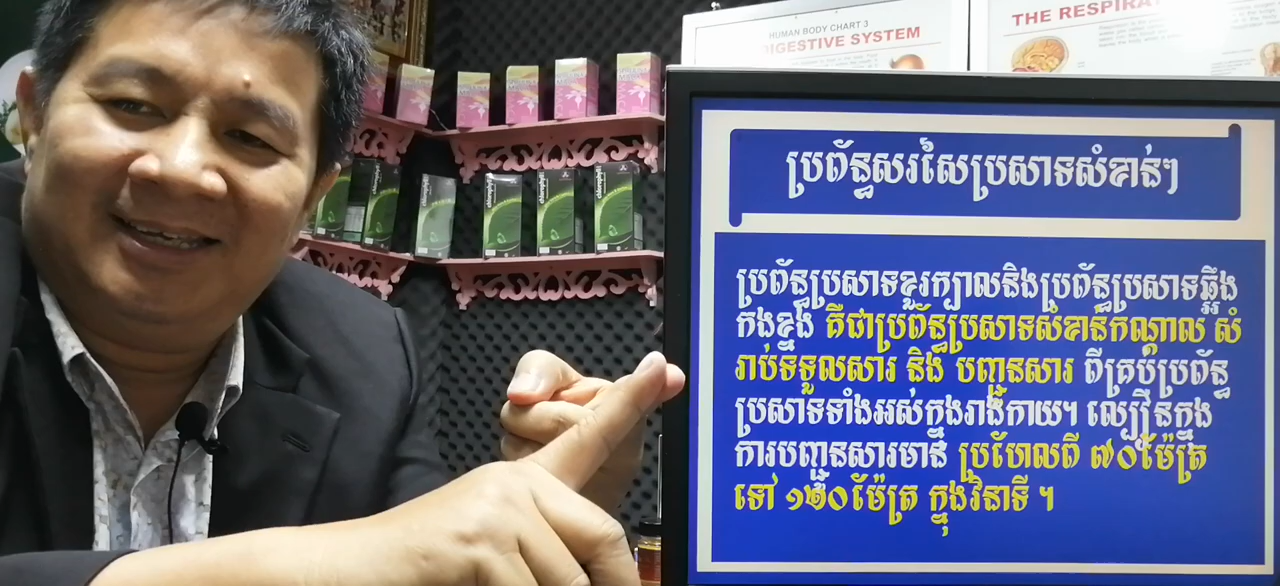 HUMAN BODY CHART 3
DIGESTIVE SYSTEM
THE RESPIRA
ប្រព័ន្ធសរសៃប្រសាទសំខាន់ៗ
ប្រព័ន្ធប្រសាទខួរក្បាលនិងប្រព័ន្ធប្រសាទឆ្អឹង
កងខ្នង គឺជាប្រព័ន្ធប្រសាទសំខាន់កណ្តាល សំ
រាប់ទទួលសារ និង បញ្ជូនសារ ពីគ្រប់ប្រព័ន្ធ
ប្រសាទទាំងអស់ក្នុងរាងកាយ។ ល្បឿនក្នុង
ការបញ្ជូនសារមាន ប្រហែលពី ៧០ម៉ែត្រ
ទៅ ១២០ម៉ែត្រ ក្នុងវិនាទី ។
chlorophyll